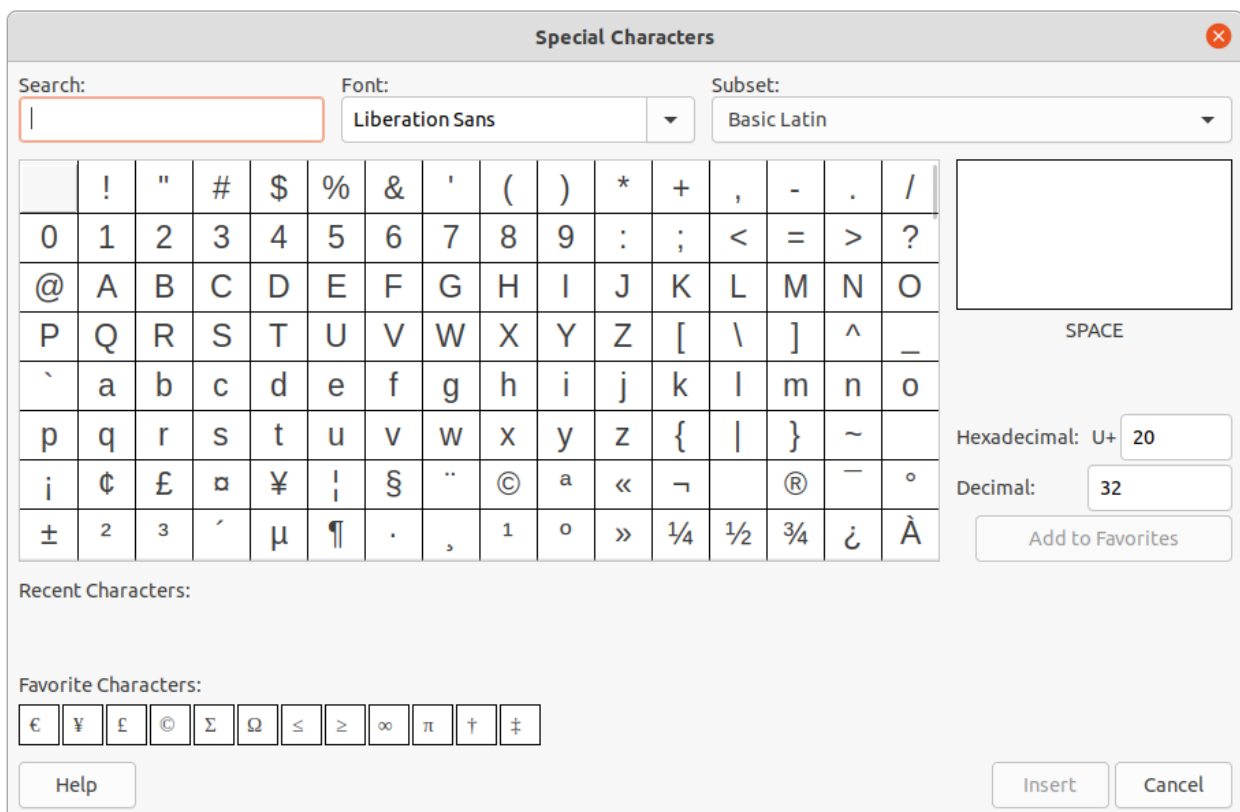 Special Characters
Search: Font: Subset:
Liberation Sans Basic Latin
! " # $ % & ' ( ) * + , - . /
0 1 2 3 4 5 6 7 8 9 : ; < = > ?
@ A B C D E F G H I J K L M N O
P Q R S T U V W X Y Z [ \ ] ^ _
SPACE
` a b c d e f g h i j k l m n o
p q r s t u v w x y z { | } ~
Hexadecimal: U+ 20
¡ ¢ £ ¤ ¥ ¦ § ¨ © ª « ¬ ® ¯ °
Decimal: 32
± ² ³ ´ µ ¶ · ¸ ¹ º » ¼ ½ ¾ ¿ À
Add to Favorites
Recent Characters:
Favorite Characters:
€ ¥ £ © Σ Ω ≤ ≥ ∞ π † ‡
Help Insert Cancel